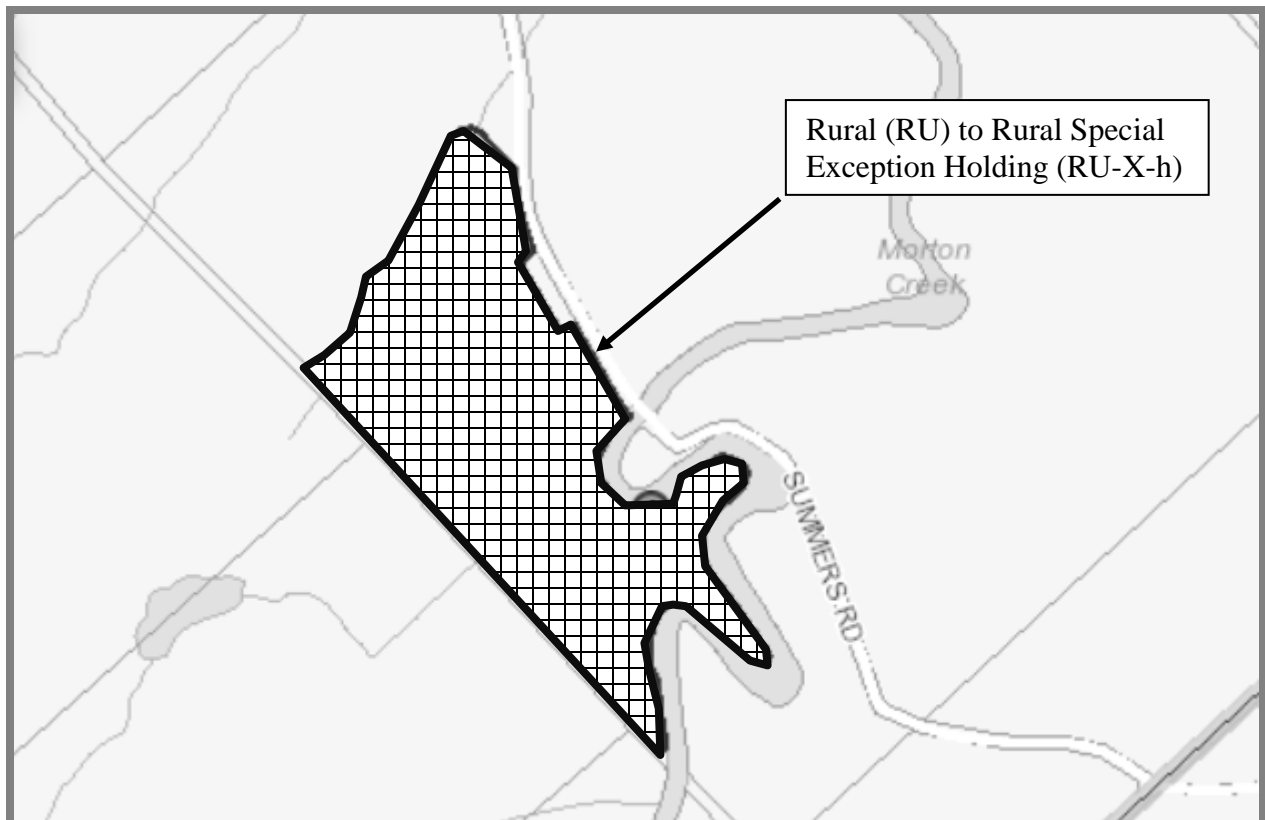 Rural (RU) to Rural Special
Exception Holding (RU-X-h)
Morton
Creek
SUMMERS RD